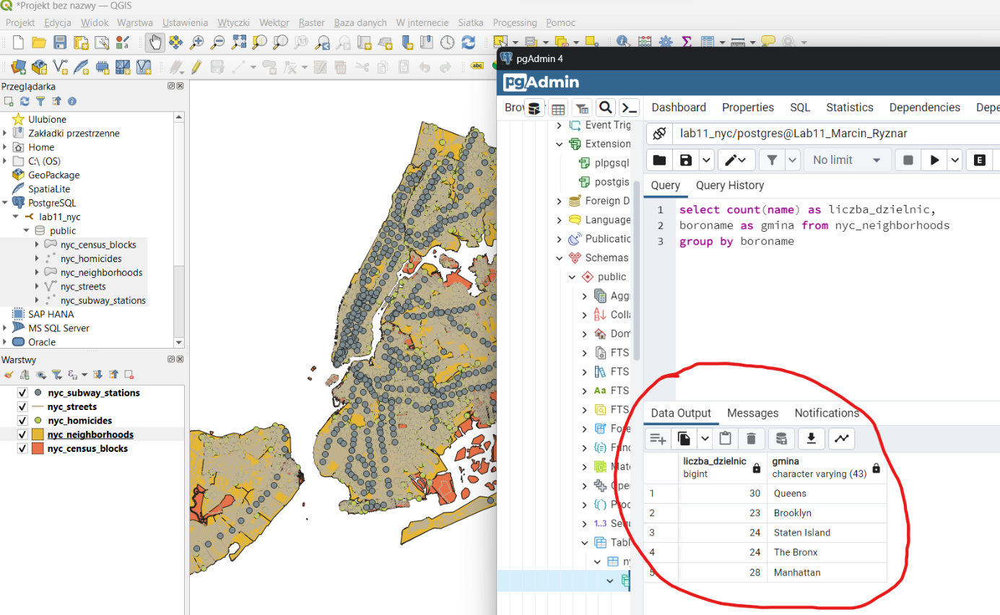 *Projekt bez nazwy — QGIS
Projekt Edycja Widok Warstwa Ustawienia Wtyczki Wektor Raster Baza danych W internecie Siatka Processing Pomoc
abc
Przeglądarka
Ulubione
Zakładki przestrzenne
Home
C:\ (OS)
GeoPackage
SpatiaLite
PostgreSQL
lab11_nyc
public
nyc_census_blocks
nyc_homicides
nyc_neighborhoods
nyc_streets
nyc_subway_stations
SAP HANA
MS SQL Server
Oracle
Warstwy
nyc_subway_stations
nyc_streets
nyc_homicides
nyc_neighborhoods
nyc_census_blocks
pgAdmin 4
pgAdmin
Brow
Dashboard Properties SQL Statistics Dependencies Depe
Event Trig
Extension
plpgsql
postgis
Foreign D
Language
Publicatio
Schemas
public
Aggr
Colla
Dom
FTS
FTS
Aa FTS
FTS
Fore
Func
Mate
Oper
Proc
1..3 Seq
Tabl
ny
lab11_nyc/postgres@Lab11_Marcin_Ryznar
No limit
E
Query Query History
1 select count(name) as liczba_dzielnic,
2 boroname as gmina from nyc_neighborhoods
3 group by boroname
Data Output Messages Notifications
liczba_dzielnic gmina
bigint character varying (43)
1 30 Queens
2 23 Brooklyn
3 24 Staten Island
4 24 The Bronx
5 28 Manhattan